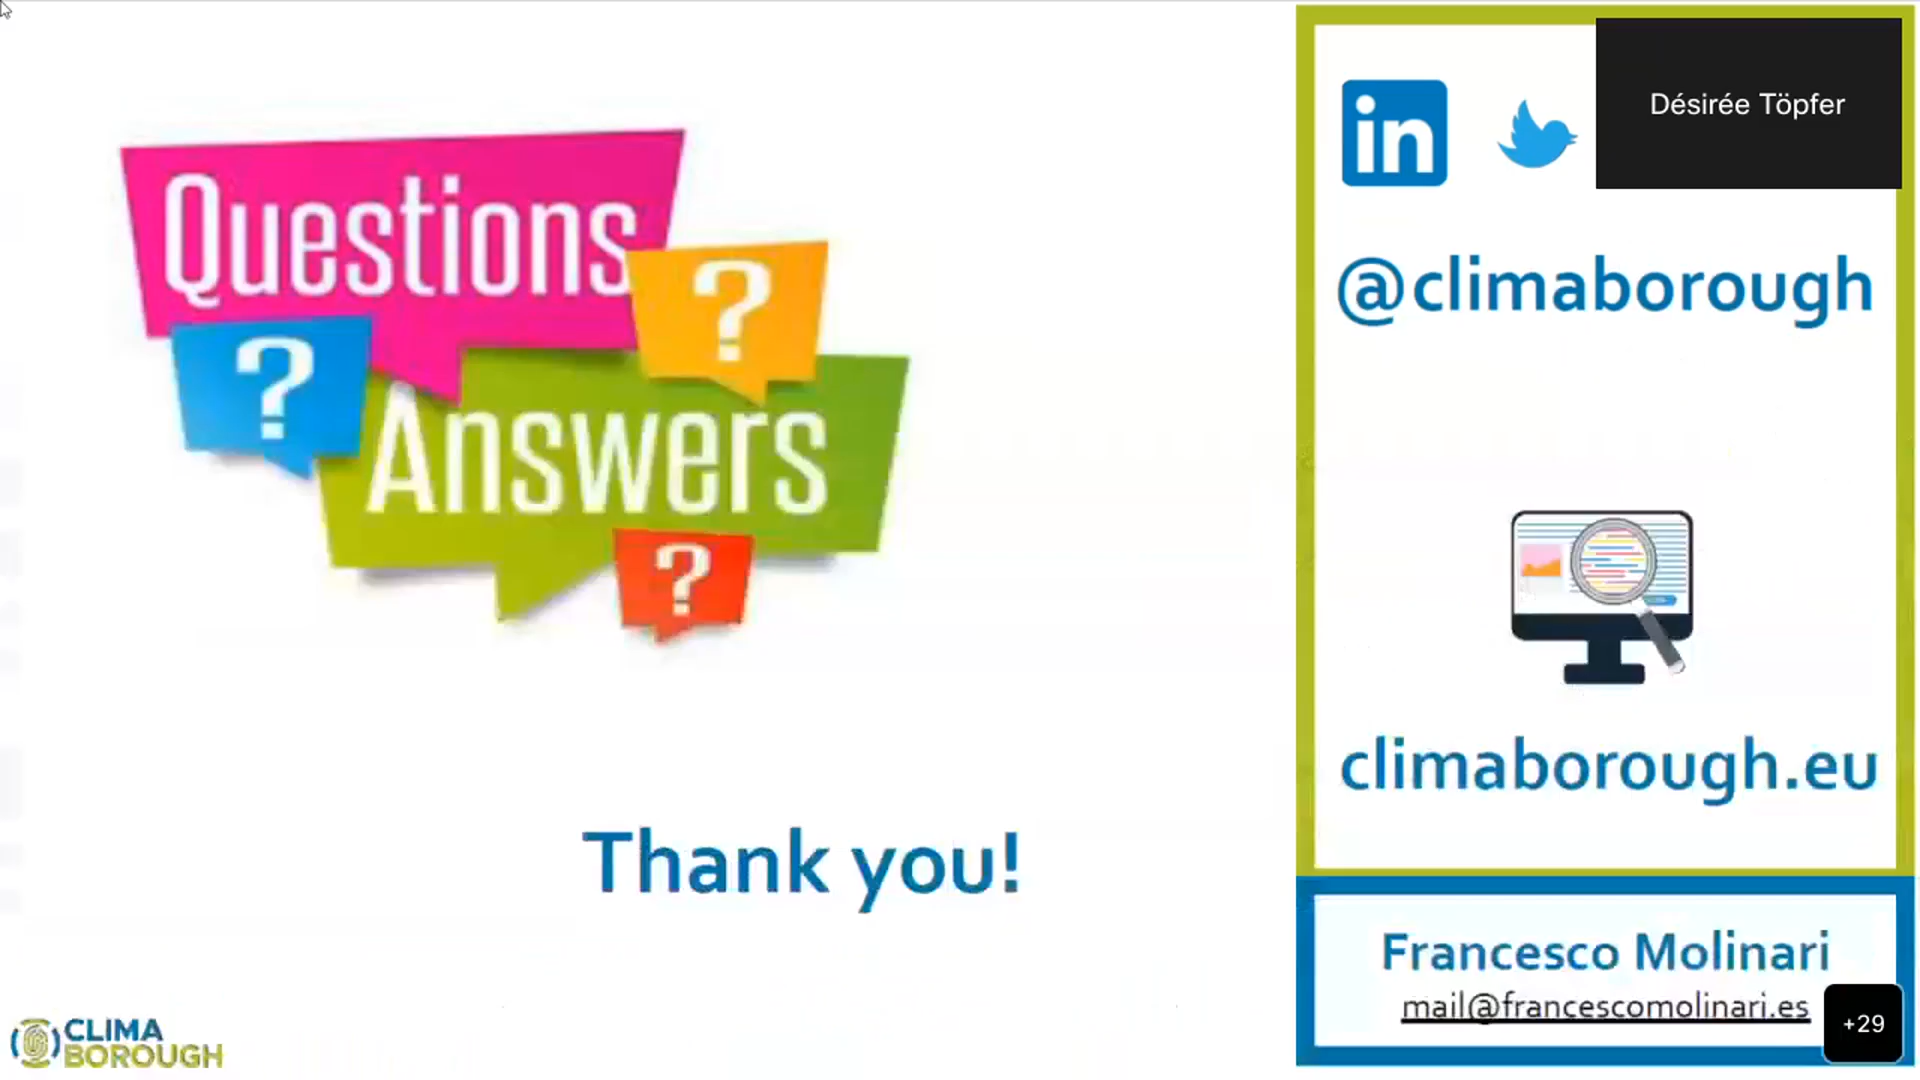 Questions
?
?
Answers
?
Thank you!
CLIMA
BOROUGH
in
Désirée Töpfer
@climaborough
climaborough.eu
Francesco Molinari
mail@francescomolinari.es
+29